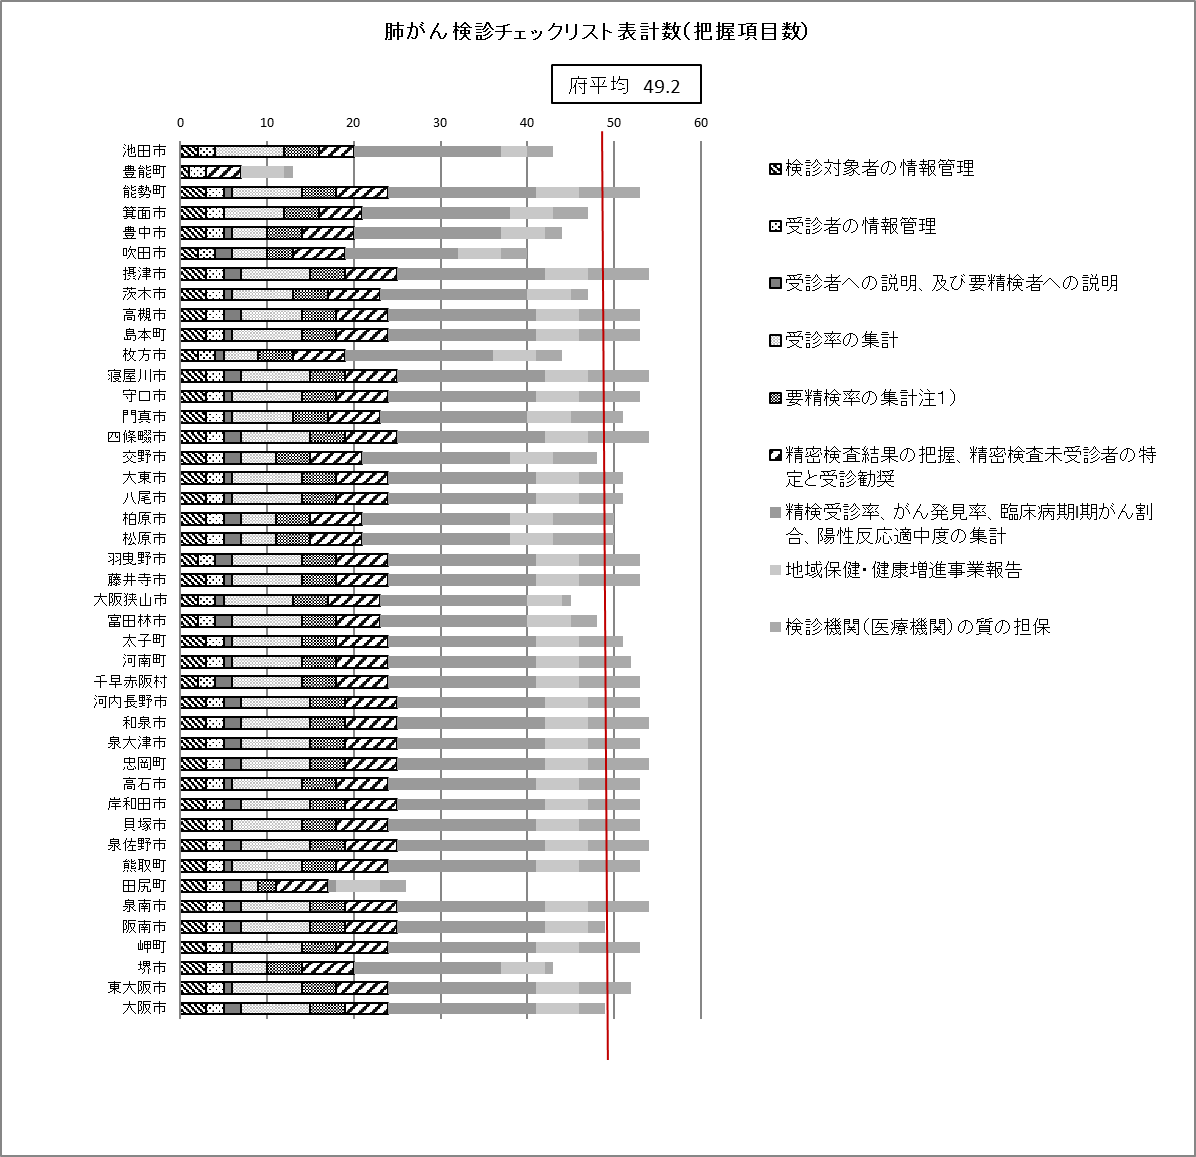 肺がん検診チェックリスト表計数（把握項目数）
府平均 49.2
0 10 20 30 40 50 60
池田市
豊能町
能勢町
箕面市
豊中市
吹田市
摂津市
茨木市
高槻市
島本町
枚方市
寝屋川市
守口市
門真市
四條畷市
交野市
大東市
八尾市
柏原市
松原市
羽曳野市
藤井寺市
大阪狭山市
富田林市
太子町
河南町
千早赤阪村
河内長野市
和泉市
泉大津市
忠岡町
高石市
岸和田市
貝塚市
泉佐野市
熊取町
田尻町
泉南市
阪南市
岬町
堺市
東大阪市
大阪市
検診対象者の情報管理
受診者の情報管理
受診者への説明、及び要精検者への説明
受診率の集計
要精検率の集計注１）
精密検査結果の把握、精密検査未受診者の特
定と受診勧奨
精検受診率、がん発見率、臨床病期Ⅰ期がん割
合、陽性反応適中度の集計
地域保健・健康増進事業報告
検診機関（医療機関）の質の担保